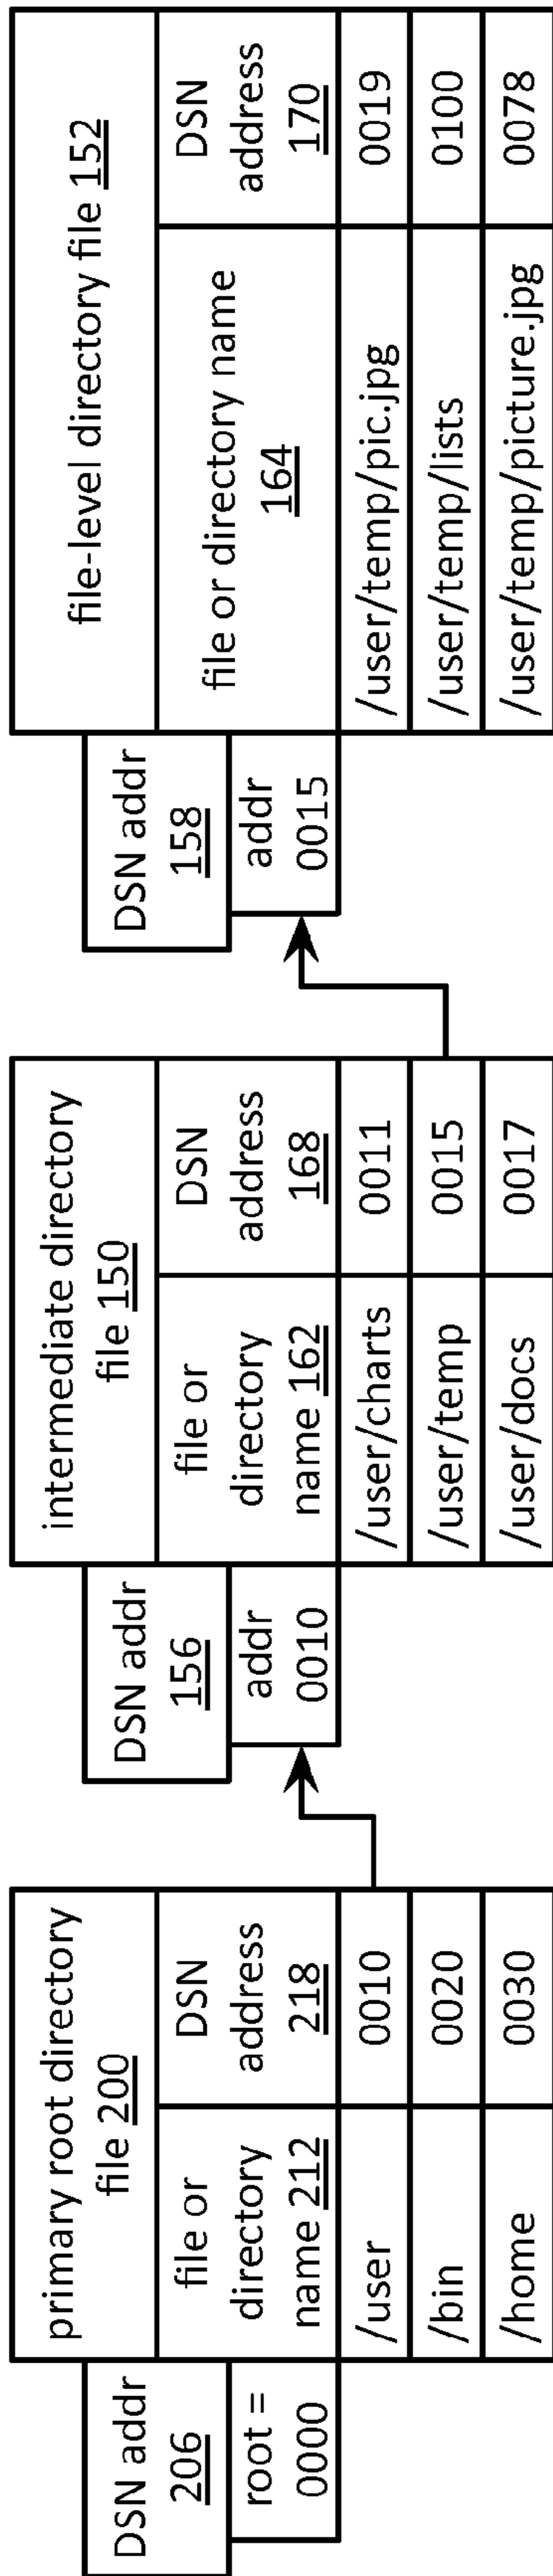 DSN addr
206
root =
0000
primary root directory
file 200
file or
directory
name 212
DSN
address
218
/user
0010
/bin
0020
/home
0030
DSN addr
156
addr
0010
intermediate directory
file 150
file or
directory
name 162
DSN
address
168
/user/charts
0011
/user/temp
0015
/user/docs
0017
DSN addr
158
addr
0015
file-level directory file 152
file or directory name
164
DSN
address
170
/user/temp/pic.jpg
0019
/user/temp/lists
0100
/user/temp/picture.jpg
0078